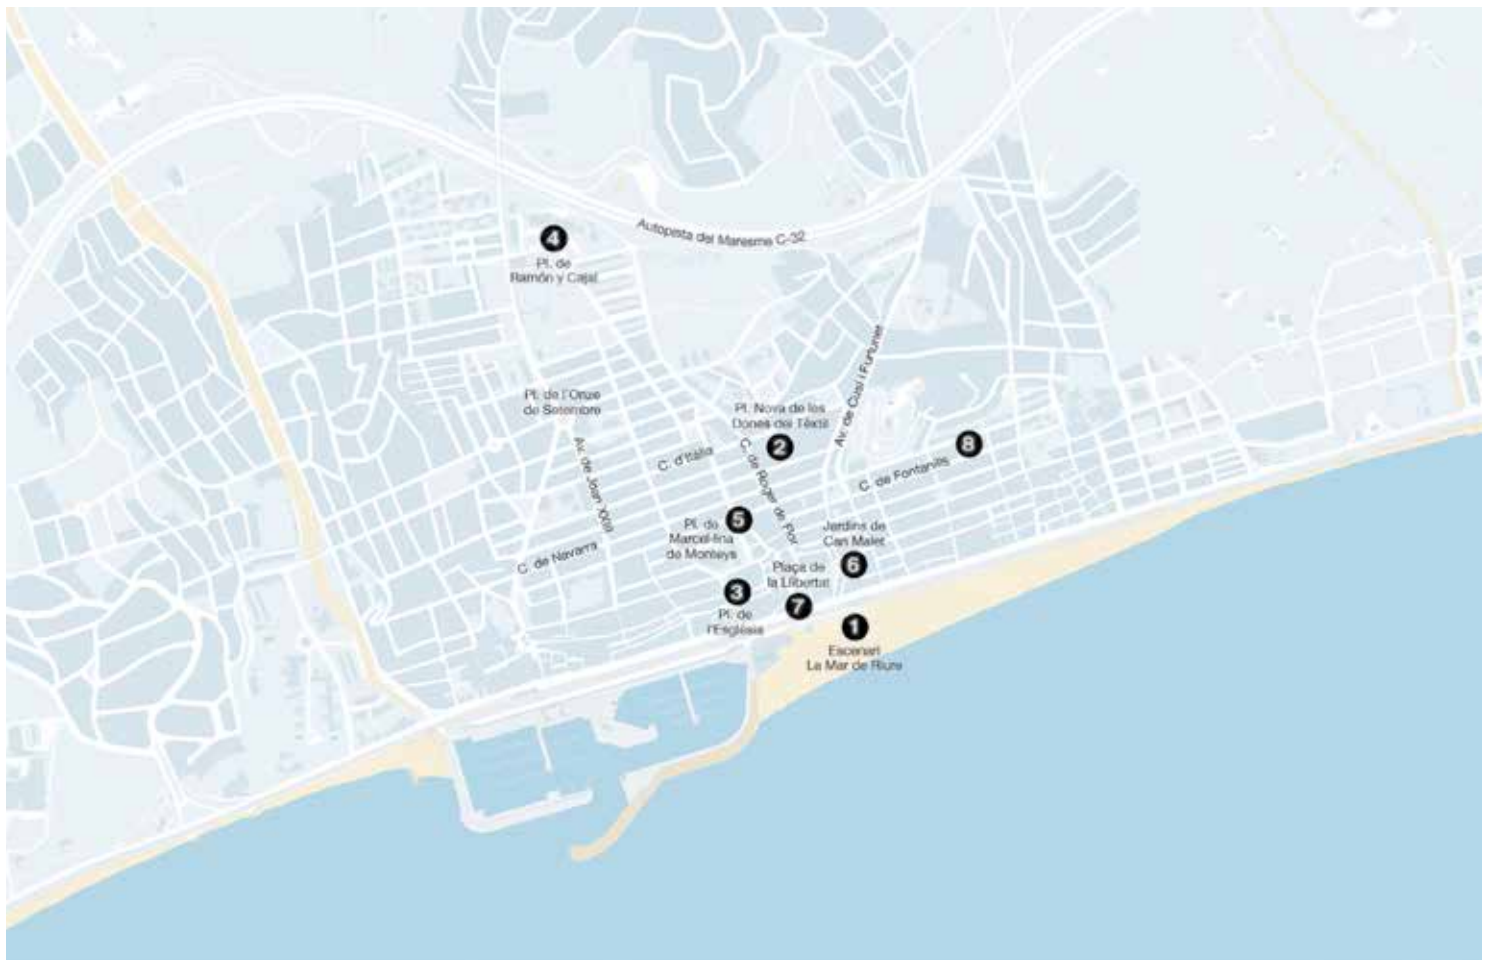 Autopista del Maresme C-32
4
Pl. de
Ramón y Cajal
Av. de Cusí i Furtunet
Pl. de l'Onze
de Setembre
Pl. Nova de les
Dones del Tèxtil
2
8
C. d'Itàlia
C. de Roger de Flor
Av. de Joan XXIII
C. de Fontanills
5
Pl. de
Marcel·lina
de Monteys
Jardins de
Can Malet
6
C. de Navarra
Plaça de
la Llibertat
7
3
Pl. de
l'Església
1
Escenari
La Mar de Riure